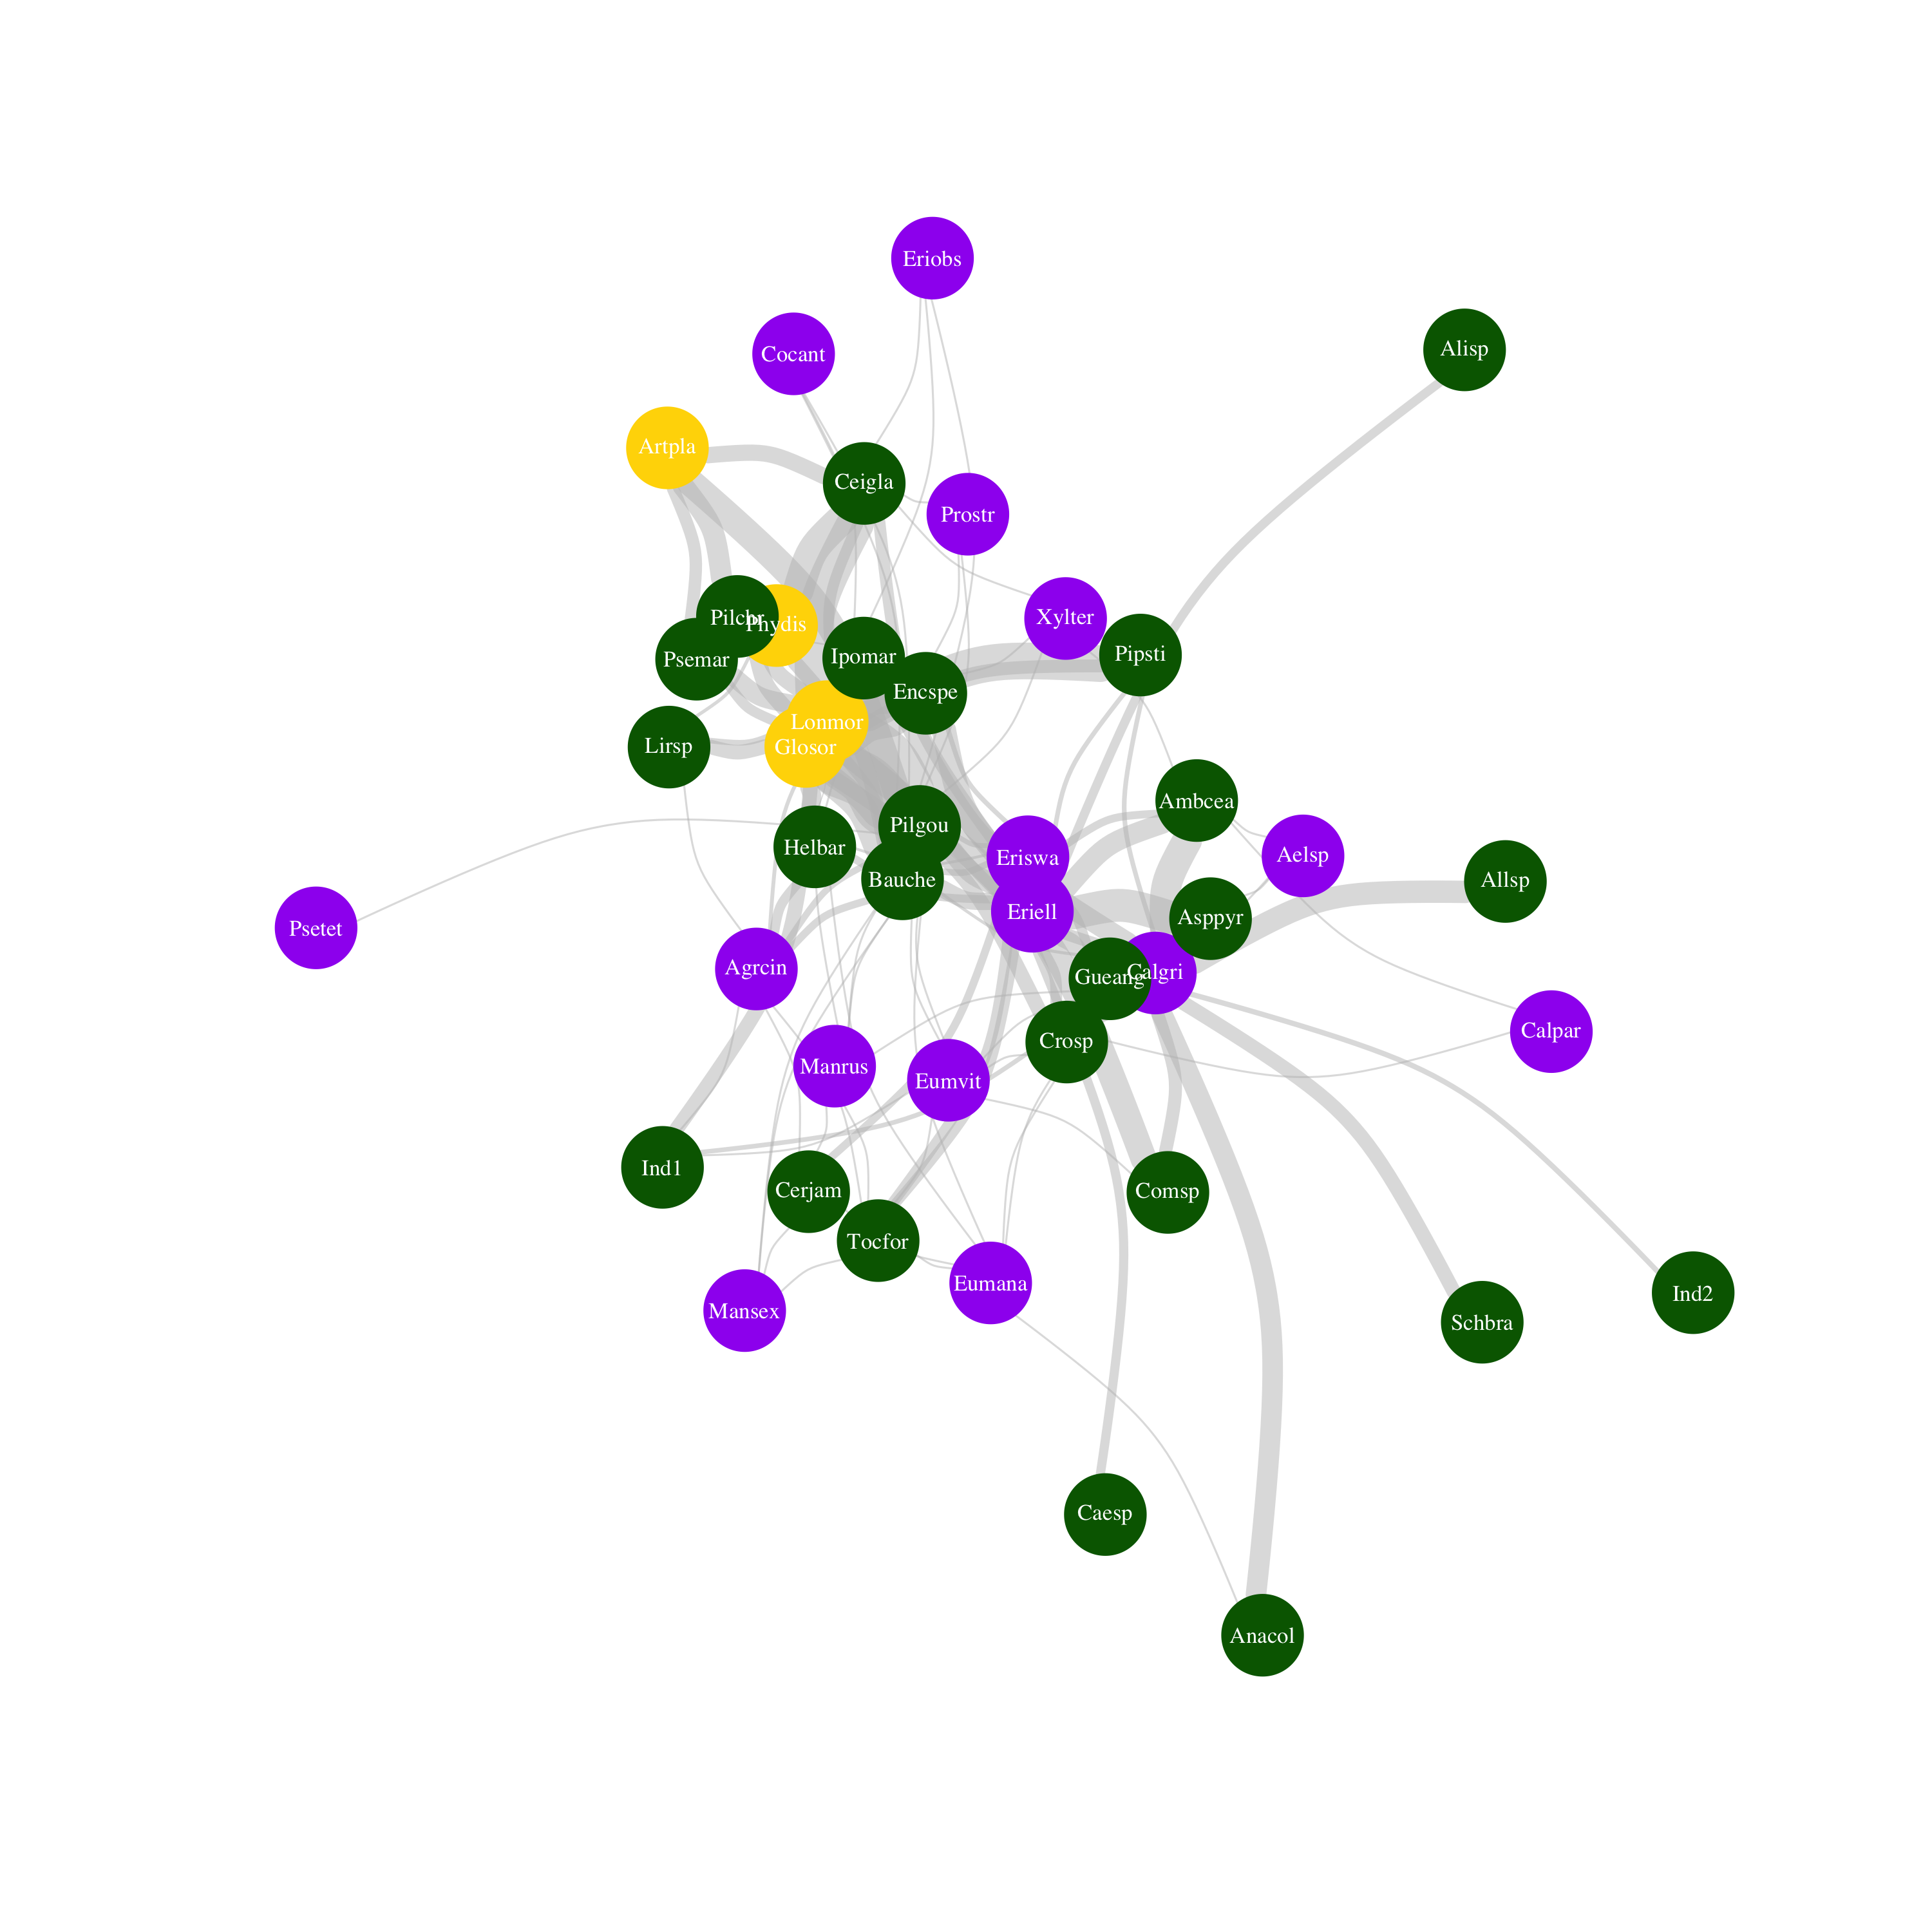 Eriobs
Alisp
Cocant
Artpla
Ceigla
Prostr
Pilchr
Xylter
Phydis
Pipsti
Ipomar
Psemar
Encspe
Lonmor
Lirsp
Glosor
Ambcea
Pilgou
Helbar
Eriswa
Aelsp
Bauche
Allsp
Eriell
Asppyr
Psetet
Agrcin
Calgri
Gueang
Calpar
Crosp
Manrus
Eumvit
Ind1
Cerjam
Comsp
Tocfor
Eumana
Ind2
Mansex
Schbra
Caesp
Anacol